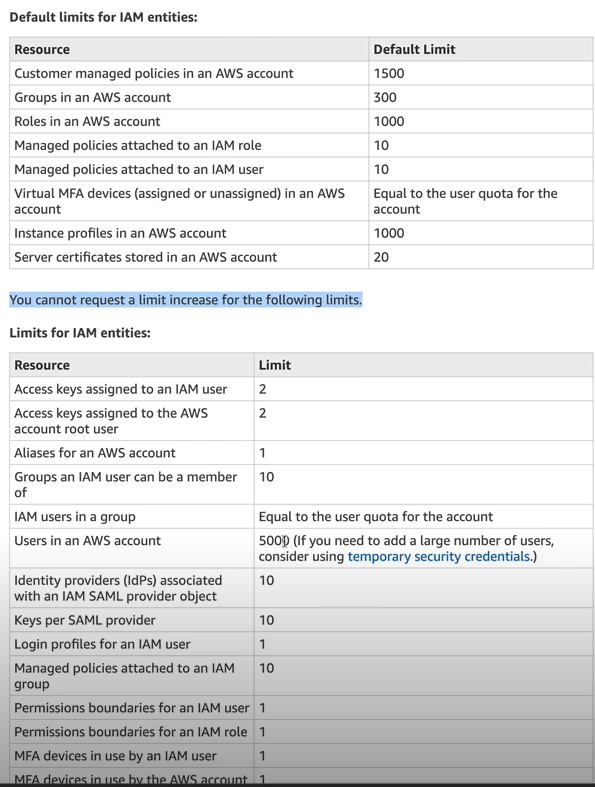 Default limits for IAM entities:
Resource Default Limit
Customer managed policies in an AWS account 1500
Groups in an AWS account 300
Roles in an AWS account 1000
Managed policies attached to an IAM role 10
Managed policies attached to an IAM user 10
Virtual MFA devices (assigned or unassigned) in an AWS Equal to the user quota for the
account account
Instance profiles in an AWS account 1000
Server certificates stored in an AWS account 20
You cannot request a limit increase for the following limits.
Limits for IAM entities:
Resource Limit
Access keys assigned to an IAM user 2
Access keys assigned to the AWS 2
account root user
Aliases for an AWS account 1
Groups an IAM user can be a member 10
of
IAM users in a group Equal to the user quota for the account
Users in an AWS account 5000 (If you need to add a large number of users,
consider using temporary security credentials.)
Identity providers (IdPs) associated 10
with an IAM SAML provider object
Keys per SAML provider 10
Login profiles for an IAM user 1
Managed policies attached to an IAM 10
group
Permissions boundaries for an IAM user 1
Permissions boundaries for an IAM role 1
MFA devices in use by an IAM user 1
MFA devices in use by the AWS account 1